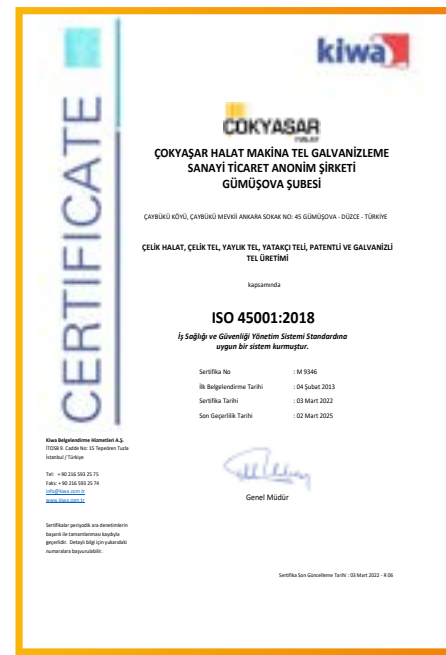 CERTIFICATE
kiwa
ÇOKYAŞAR
HALAT
ÇOKYAŞAR HALAT MAKİNA TEL GALVANİZLEME
SANAYİ TİCARET ANONİM ŞİRKETİ
GÜMÜŞOVA ŞUBESİ
ÇAYBÜKÜ KÖYÜ, ÇAYBÜKÜ MEVKİİ ANKARA SOKAK NO: 45 GÜMÜŞOVA - DÜZCE - TÜRKİYE
ÇELİK HALAT, ÇELİK TEL, YAYLIK TEL, YATAKÇI TELİ, PATENTLİ VE GALVANİZLİ
TEL ÜRETİMİ
kapsamında
ISO 45001:2018
İş Sağlığı ve Güvenliği Yönetim Sistemi Standardına
uygun bir sistem kurmuştur.
Sertifika No : M 9346
İlk Belgelendirme Tarihi : 04 Şubat 2013
Sertifika Tarihi : 03 Mart 2022
Son Geçerlilik Tarihi : 02 Mart 2025
Genel Müdür
Kiwa Belgelendirme Hizmetleri A.Ş.
İTOSB 9. Cadde No: 15 Tepeören Tuzla
İstanbul / Türkiye
Tel: + 90 216 593 25 75
Faks: + 90 216 593 25 74
info@kiwa.com.tr
www.kiwa.com.tr
Sertifikalar periyodik ara denetimlerin
başarılı ile tamamlanması kaydıyla
geçerlidir. Detaylı bilgi için yukarıdaki
numaralara başvurulabilir.
Sertifika Son Güncelleme Tarihi : 03 Mart 2022 - R 06